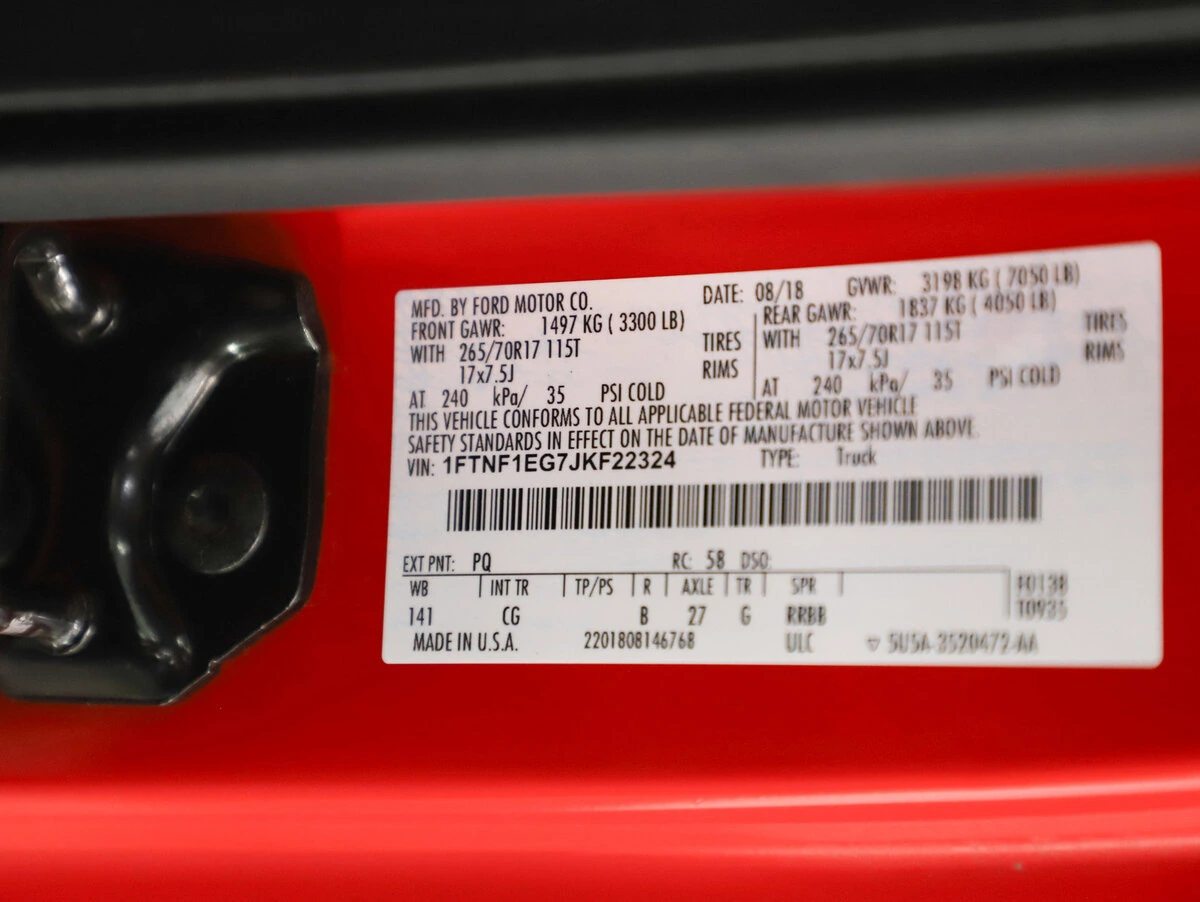 MFD. BY FORD MOTOR CO. DATE: 08/18 GVWR: 3198 KG ( 7050 LB)
FRONT GAWR: 1497 KG ( 3300 LB) REAR GAWR: 1837 KG ( 4050 LB)
WITH 265/70R17 115T TIRES WITH 265/70R17 115T TIRES
17x7.5J RIMS 17x7.5J RIMS
AT 240 kPa/ 35 PSI COLD AT 240 kPa/ 35 PSI COLD
THIS VEHICLE CONFORMS TO ALL APPLICABLE FEDERAL MOTOR VEHICLE
SAFETY STANDARDS IN EFFECT ON THE DATE OF MANUFACTURE SHOWN ABOVE.
VIN: 1FTNF1EG7JKF22324 TYPE: Truck
EXT PNT: PQ RC: 58 DSO:
WB INT TR TP/PS R AXLE TR SPR
141 CG B 27 G RRBB
MADE IN U.S.A. 2201808146768 ULC